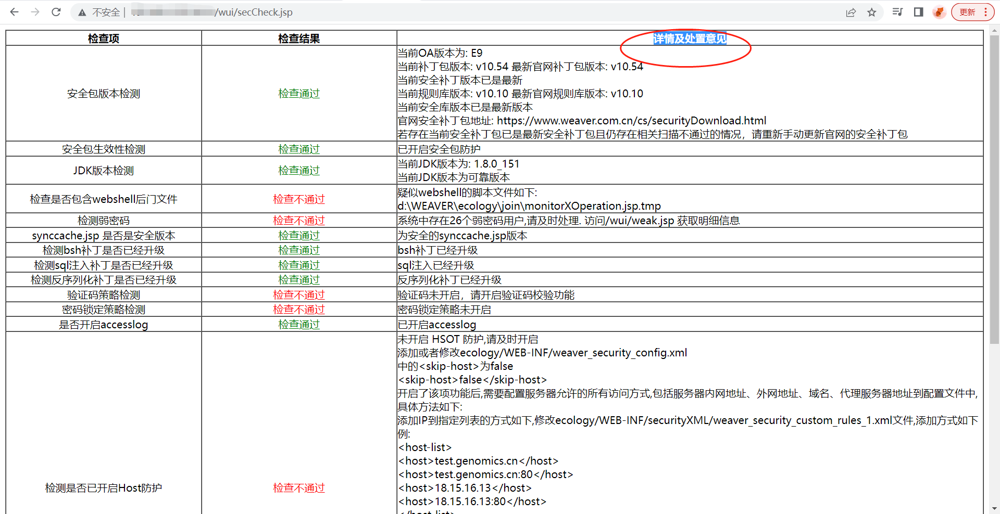 不安全 | /wui/secCheck.jsp
更新
检查项 检查结果 详情及处置意见
当前OA版本为: E9
当前补丁包版本: v10.54 最新官网补丁包版本: v10.54
当前安全补丁版本已是最新
安全包版本检测 检查通过 当前规则库版本: v10.10 最新官网规则库版本: v10.10
当前安全库版本已是最新版本
官网安全补丁包地址: https://www.weaver.com.cn/cs/securityDownload.html
若存在当前安全补丁包已是最新安全补丁包且仍存在相关扫描不通过的情况，请重新手动更新官网的安全补丁包
安全包生效性检测 检查通过 已开启安全包防护
JDK版本检测 检查通过 当前JDK版本为: 1.8.0_151
当前JDK版本为可靠版本
检查是否包含webshell后门文件 检查不通过 疑似webshell的脚本文件如下:
d:\WEAVER\ecology\join\monitorXOperation.jsp.tmp
检测弱密码 检查不通过 系统中存在26个弱密码用户,请及时处理. 访问/wui/weak.jsp 获取明细信息
synccache.jsp 是否是安全版本 检查通过 为安全的synccache.jsp版本
检测bsh补丁是否已经升级 检查通过 bsh补丁已经升级
检测sql注入补丁是否已经升级 检查通过 sql注入已经升级
检测反序列化补丁是否已经升级 检查通过 反序列化补丁已经升级
验证码策略检测 检查不通过 验证码未开启，请开启验证码校验功能
密码锁定策略检测 检查不通过 密码锁定策略未开启
是否开启accesslog 检查通过 已开启accesslog
未开启 HSOT 防护,请及时开启
添加或者修改ecology/WEB-INF/weaver_security_config.xml
中的<skip-host>为false
<skip-host>false</skip-host>
开启了该项功能后,需要配置服务器允许的所有访问方式,包括服务器内网地址、外网地址、域名、代理服务器地址到配置文件中,
具体方法如下:
添加IP到指定列表的方式如下,修改ecology/WEB-INF/securityXML/weaver_security_custom_rules_1.xml文件,添加方式如下
例:
<host-list>
<host>test.genomics.cn</host>
<host>test.genomics.cn:80</host>
检测是否已开启Host防护 检查不通过 <host>18.15.16.13</host>
<host>18.15.16.13:80</host>
</host-list>